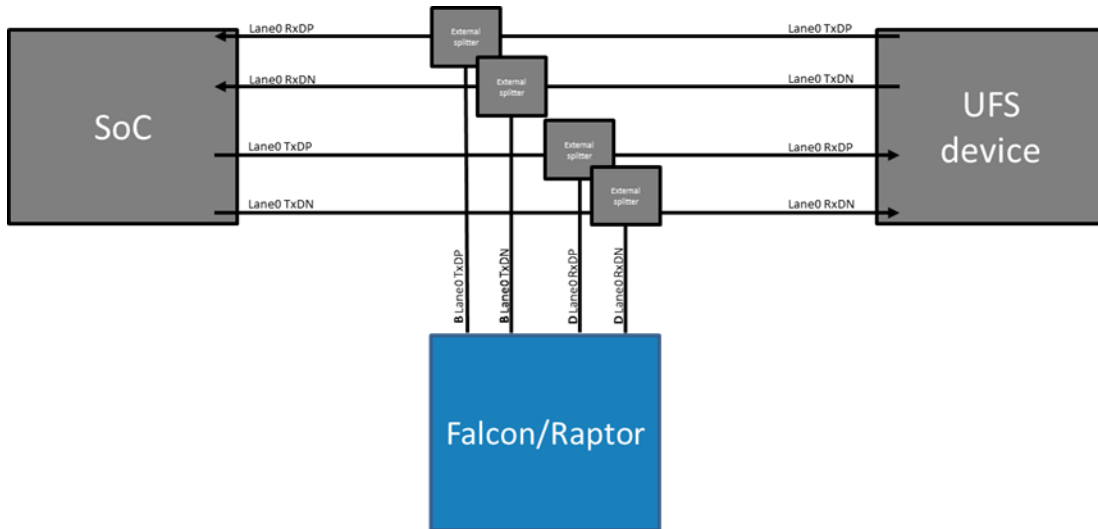 Lane0 RxDP
External
splitter
Lane0 TxDP
Lane0 RxDN
External
splitter
Lane0 TxDN
SoC
UFS
device
Lane0 TxDP
External
splitter
Lane0 RxDP
Lane0 TxDN
External
splitter
Lane0 RxDN
B Lane0 TxDP
B Lane0 TxDN
D Lane0 RxDP
D Lane0 RxDN
Falcon/Raptor